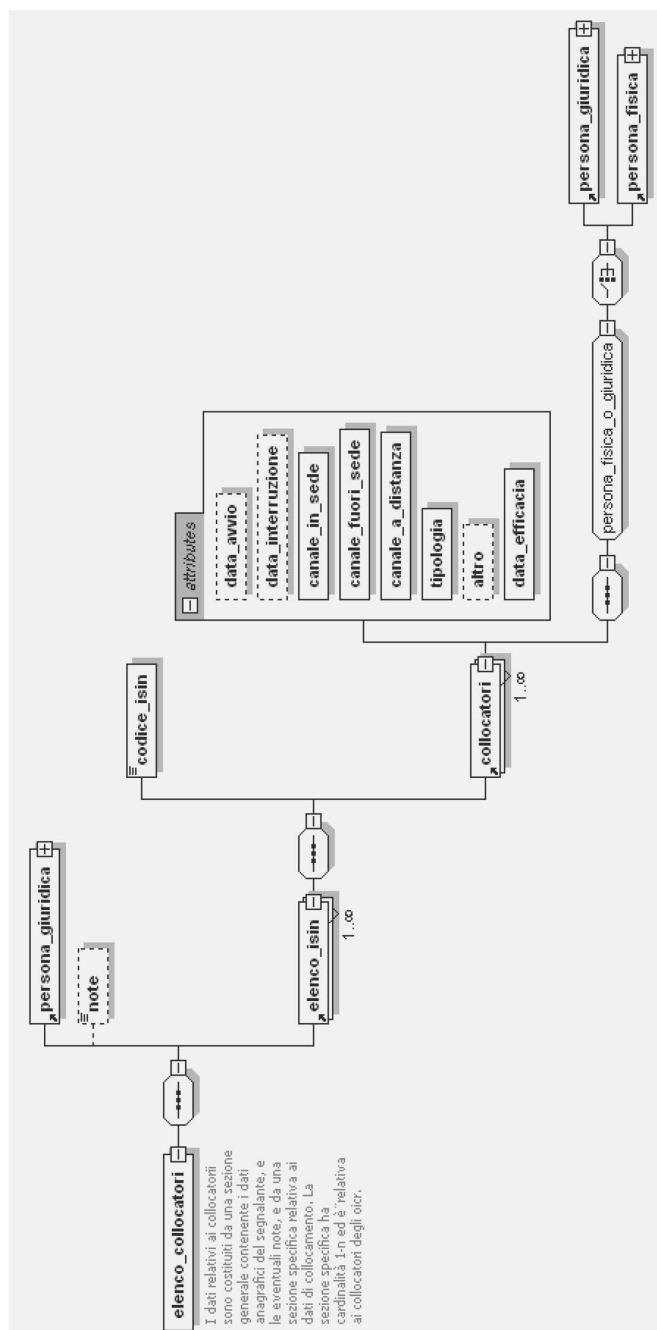 elenco_collocatori
I dati relativi ai collocatorii
sono costituiti da una sezione
generale contenente i dati
anagrafici del segnalante, e
le eventuali note, e da una
sezione specifica relativa ai
dati di collocamento. La
sezione specifica ha
cardinalità 1-n ed è¨relativa
ai collocatori degli oicr.
persona_giuridica
note
elenco_isin
1..∞
codice_isin
collocatori
1..∞
attributes
data_avvio
data_interruzione
canale_in_sede
canale_fuori_sede
canale_a_distanza
tipologia
altro
data_efficacia
persona_fisica_o_giuridica
persona_giuridica
persona_fisica